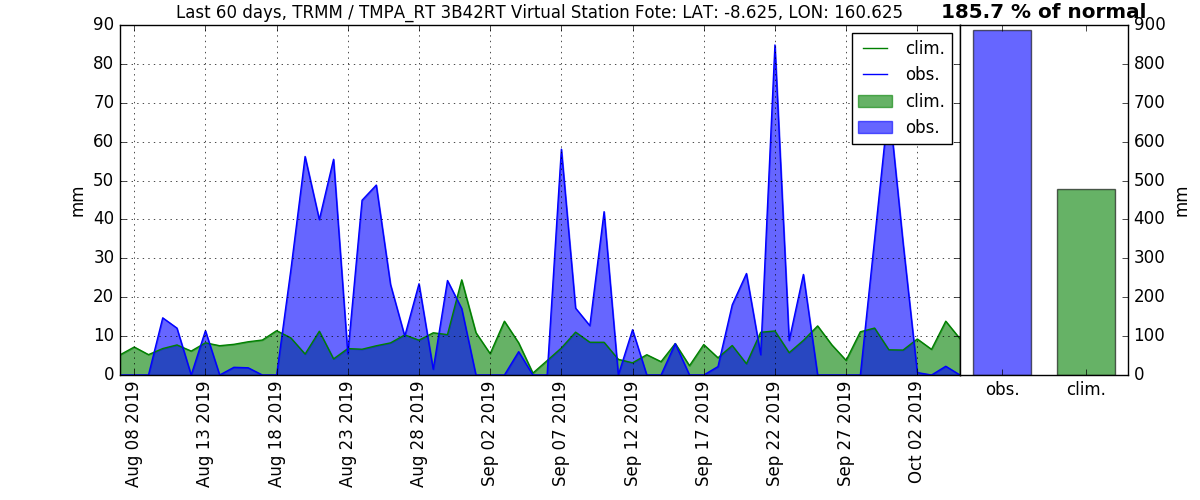 Last 60 days, TRMM / TMPA_RT 3B42RT Virtual Station Fote: LAT: -8.625, LON: 160.625
185.7 % of normal
90
80
70
60
50
40
30
20
10
0
mm
clim.
obs.
clim.
obs.
900
800
700
600
500
400
300
200
100
0
mm
obs.
clim.
Aug 08 2019
Aug 13 2019
Aug 18 2019
Aug 23 2019
Aug 28 2019
Sep 02 2019
Sep 07 2019
Sep 12 2019
Sep 17 2019
Sep 22 2019
Sep 27 2019
Oct 02 2019